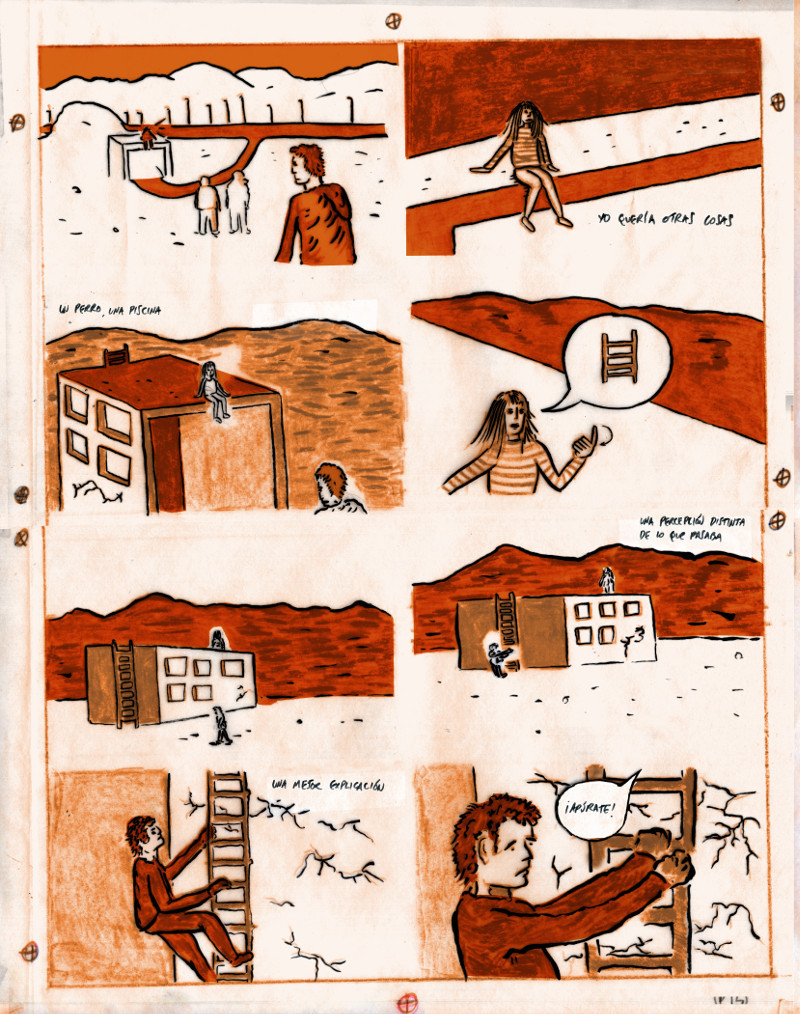 YO QUERÍA OTRAS COSAS
UN PERRO, UNA PISCINA
UNA PERCEPCIÓN DISTINTA
DE LO QUE PASABA
UNA MEJOR EXPLICACIÓN
¡APÚRATE!